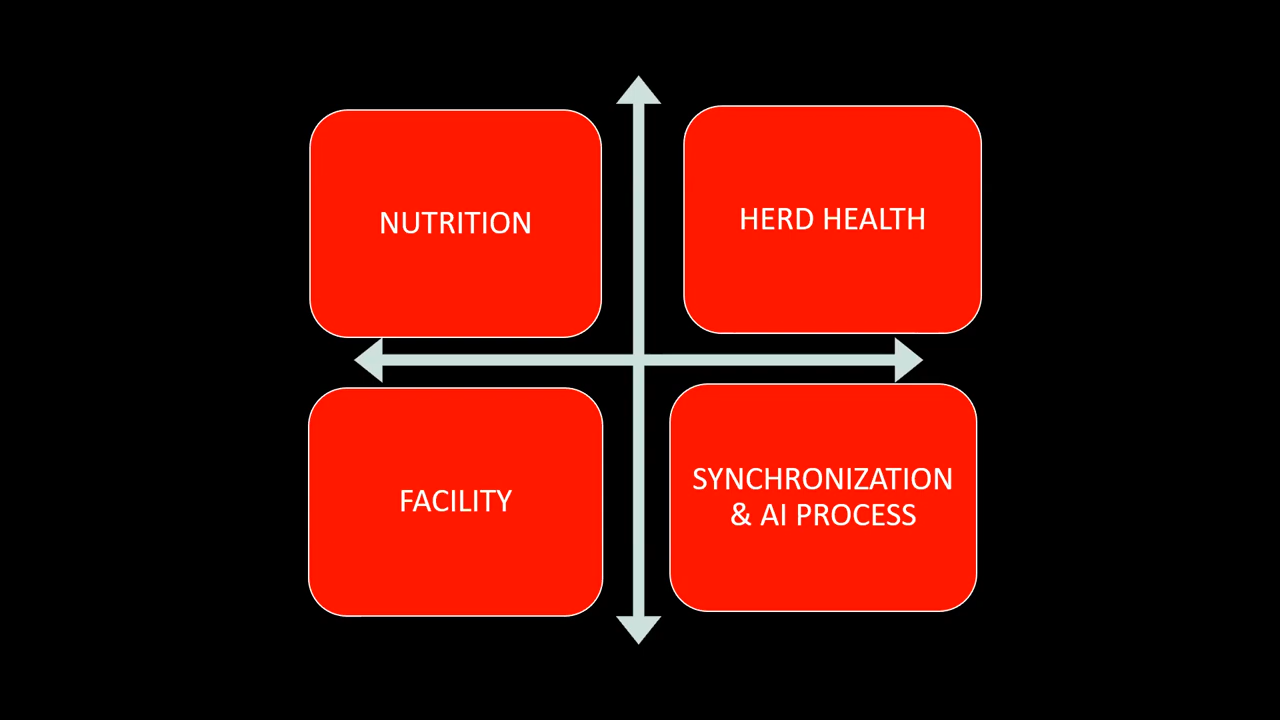 NUTRITION
HERD HEALTH
FACILITY
SYNCHRONIZATION
& AI PROCESS